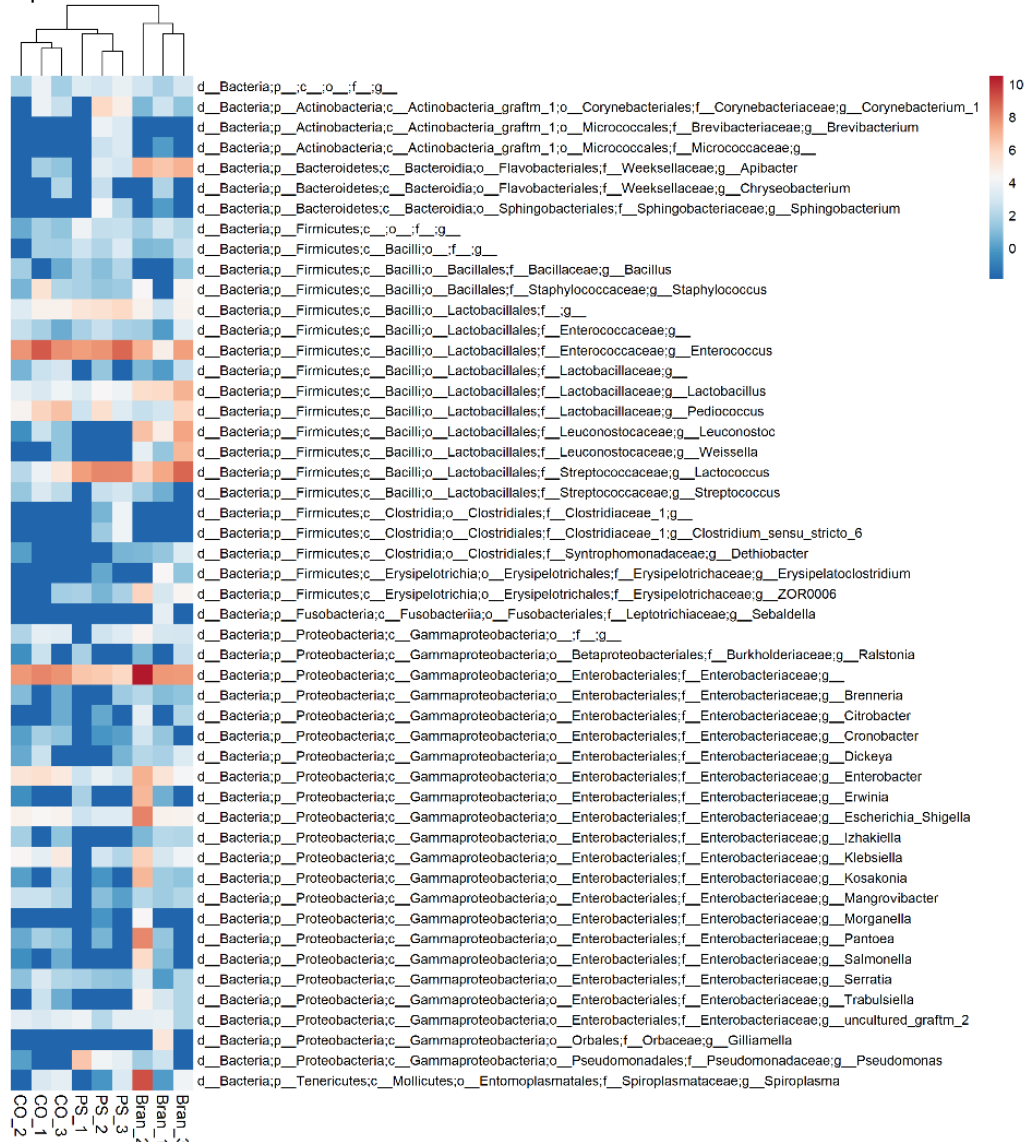 d__Bacteria;p__;c__;o__;f__;g__
d__Bacteria;p__Actinobacteria;c__Actinobacteria_graftm_1;o__Corynebacteriales;f__Corynebacteriaceae;g__Corynebacterium_1
d__Bacteria;p__Actinobacteria;c__Actinobacteria_graftm_1;o__Micrococcales;f__Brevibacteriaceae;g__Brevibacterium
d__Bacteria;p__Actinobacteria;c__Actinobacteria_graftm_1;o__Micrococcales;f__Micrococcaceae;g__
d__Bacteria;p__Bacteroidetes;c__Bacteroidia;o__Flavobacteriales;f__Weeksellaceae;g__Apibacter
d__Bacteria;p__Bacteroidetes;c__Bacteroidia;o__Flavobacteriales;f__Weeksellaceae;g__Chryseobacterium
d__Bacteria;p__Bacteroidetes;c__Bacteroidia;o__Sphingobacteriales;f__Sphingobacteriaceae;g__Sphingobacterium
d__Bacteria;p__Firmicutes;c__;o__;f__;g__
d__Bacteria;p__Firmicutes;c__Bacilli;o__;f__;g__
d__Bacteria;p__Firmicutes;c__Bacilli;o__Bacillales;f__Bacillaceae;g__Bacillus
d__Bacteria;p__Firmicutes;c__Bacilli;o__Bacillales;f__Staphylococcaceae;g__Staphylococcus
d__Bacteria;p__Firmicutes;c__Bacilli;o__Lactobacillales;f__;g__
d__Bacteria;p__Firmicutes;c__Bacilli;o__Lactobacillales;f__Enterococcaceae;g__
d__Bacteria;p__Firmicutes;c__Bacilli;o__Lactobacillales;f__Enterococcaceae;g__Enterococcus
d__Bacteria;p__Firmicutes;c__Bacilli;o__Lactobacillales;f__Lactobacillaceae;g__
d__Bacteria;p__Firmicutes;c__Bacilli;o__Lactobacillales;f__Lactobacillaceae;g__Lactobacillus
d__Bacteria;p__Firmicutes;c__Bacilli;o__Lactobacillales;f__Lactobacillaceae;g__Pediococcus
d__Bacteria;p__Firmicutes;c__Bacilli;o__Lactobacillales;f__Leuconostocaceae;g__Leuconostoc
d__Bacteria;p__Firmicutes;c__Bacilli;o__Lactobacillales;f__Leuconostocaceae;g__Weissella
d__Bacteria;p__Firmicutes;c__Bacilli;o__Lactobacillales;f__Streptococcaceae;g__Lactococcus
d__Bacteria;p__Firmicutes;c__Bacilli;o__Lactobacillales;f__Streptococcaceae;g__Streptococcus
d__Bacteria;p__Firmicutes;c__Clostridia;o__Clostridiales;f__Clostridiaceae_1;g__
d__Bacteria;p__Firmicutes;c__Clostridia;o__Clostridiales;f__Clostridiaceae_1;g__Clostridium_sensu_stricto_6
d__Bacteria;p__Firmicutes;c__Clostridia;o__Clostridiales;f__Syntrophomonadaceae;g__Dethiobacter
d__Bacteria;p__Firmicutes;c__Erysipelotrichia;o__Erysipelotrichales;f__Erysipelotrichaceae;g__Erysipelatoclostridium
d__Bacteria;p__Firmicutes;c__Erysipelotrichia;o__Erysipelotrichales;f__Erysipelotrichaceae;g__ZOR0006
d__Bacteria;p__Fusobacteria;c__Fusobacteriia;o__Fusobacteriales;f__Leptotrichiaceae;g__Sebaldella
d__Bacteria;p__Proteobacteria;c__Gammaproteobacteria;o__;f__;g__
d__Bacteria;p__Proteobacteria;c__Gammaproteobacteria;o__Betaproteobacteriales;f__Burkholderiaceae;g__Ralstonia
d__Bacteria;p__Proteobacteria;c__Gammaproteobacteria;o__Enterobacteriales;f__Enterobacteriaceae;g__
d__Bacteria;p__Proteobacteria;c__Gammaproteobacteria;o__Enterobacteriales;f__Enterobacteriaceae;g__Brenneria
d__Bacteria;p__Proteobacteria;c__Gammaproteobacteria;o__Enterobacteriales;f__Enterobacteriaceae;g__Citrobacter
d__Bacteria;p__Proteobacteria;c__Gammaproteobacteria;o__Enterobacteriales;f__Enterobacteriaceae;g__Cronobacter
d__Bacteria;p__Proteobacteria;c__Gammaproteobacteria;o__Enterobacteriales;f__Enterobacteriaceae;g__Dickeya
d__Bacteria;p__Proteobacteria;c__Gammaproteobacteria;o__Enterobacteriales;f__Enterobacteriaceae;g__Enterobacter
d__Bacteria;p__Proteobacteria;c__Gammaproteobacteria;o__Enterobacteriales;f__Enterobacteriaceae;g__Erwinia
d__Bacteria;p__Proteobacteria;c__Gammaproteobacteria;o__Enterobacteriales;f__Enterobacteriaceae;g__Escherichia_Shigella
d__Bacteria;p__Proteobacteria;c__Gammaproteobacteria;o__Enterobacteriales;f__Enterobacteriaceae;g__Izhakiella
d__Bacteria;p__Proteobacteria;c__Gammaproteobacteria;o__Enterobacteriales;f__Enterobacteriaceae;g__Klebsiella
d__Bacteria;p__Proteobacteria;c__Gammaproteobacteria;o__Enterobacteriales;f__Enterobacteriaceae;g__Kosakonia
d__Bacteria;p__Proteobacteria;c__Gammaproteobacteria;o__Enterobacteriales;f__Enterobacteriaceae;g__Mangrovibacter
d__Bacteria;p__Proteobacteria;c__Gammaproteobacteria;o__Enterobacteriales;f__Enterobacteriaceae;g__Morganella
d__Bacteria;p__Proteobacteria;c__Gammaproteobacteria;o__Enterobacteriales;f__Enterobacteriaceae;g__Pantoea
d__Bacteria;p__Proteobacteria;c__Gammaproteobacteria;o__Enterobacteriales;f__Enterobacteriaceae;g__Salmonella
d__Bacteria;p__Proteobacteria;c__Gammaproteobacteria;o__Enterobacteriales;f__Enterobacteriaceae;g__Serratia
d__Bacteria;p__Proteobacteria;c__Gammaproteobacteria;o__Enterobacteriales;f__Enterobacteriaceae;g__Trabulsiella
d__Bacteria;p__Proteobacteria;c__Gammaproteobacteria;o__Enterobacteriales;f__Enterobacteriaceae;g__uncultured_graftm_2
d__Bacteria;p__Proteobacteria;c__Gammaproteobacteria;o__Orbales;f__Orbaceae;g__Gilliamella
d__Bacteria;p__Proteobacteria;c__Gammaproteobacteria;o__Pseudomonadales;f__Pseudomonadaceae;g__Pseudomonas
d__Bacteria;p__Tenericutes;c__Mollicutes;o__Entomoplasmatales;f__Spiroplasmataceae;g__Spiroplasma
10
8
6
4
2
0
CO_2
CO_1
CO_3
PS_1
PS_2
PS_3